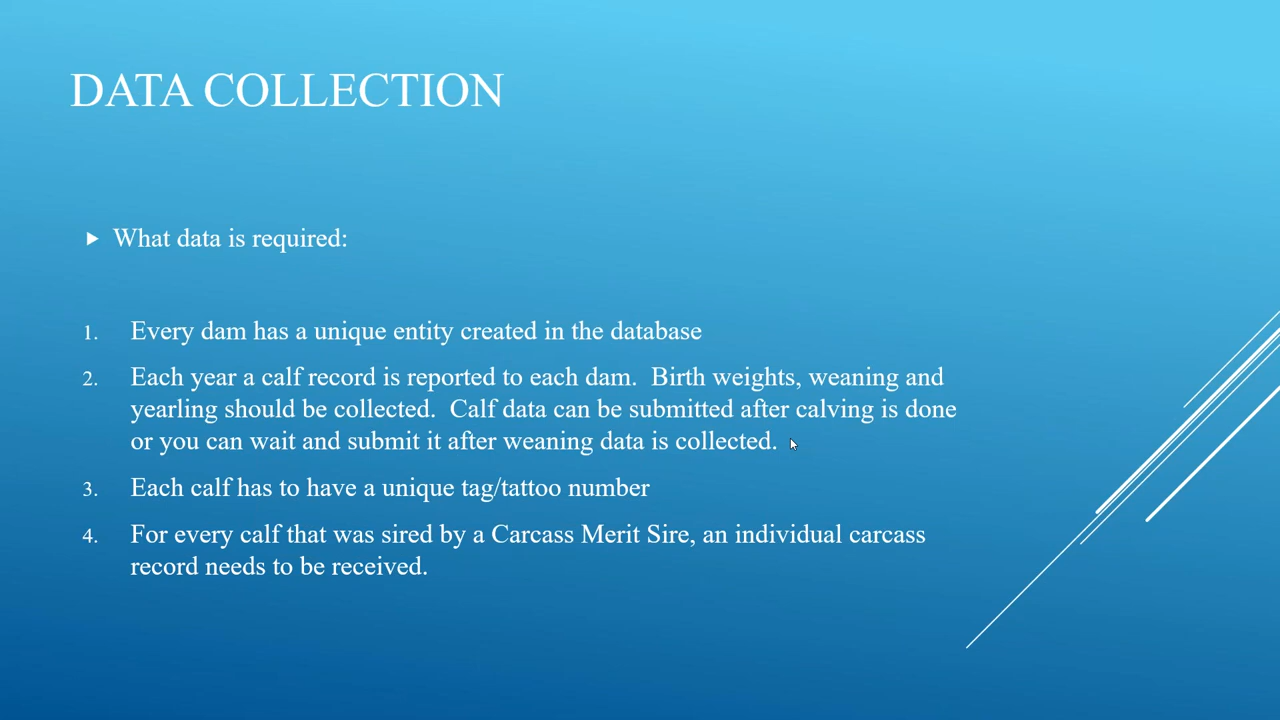 DATA COLLECTION
What data is required:
1. Every dam has a unique entity created in the database
2. Each year a calf record is reported to each dam.  Birth weights, weaning and
yearling should be collected.  Calf data can be submitted after calving is done
or you can wait and submit it after weaning data is collected.
3. Each calf has to have a unique tag/tattoo number
4. For every calf that was sired by a Carcass Merit Sire, an individual carcass
record needs to be received.